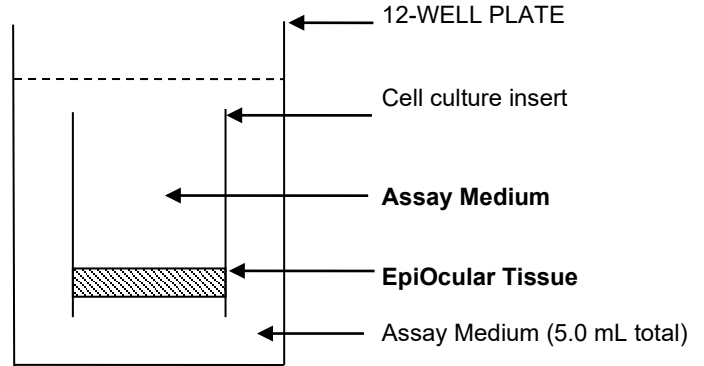 12-WELL PLATE
Cell culture insert
Assay Medium
EpiOcular Tissue
Assay Medium (5.0 mL total)